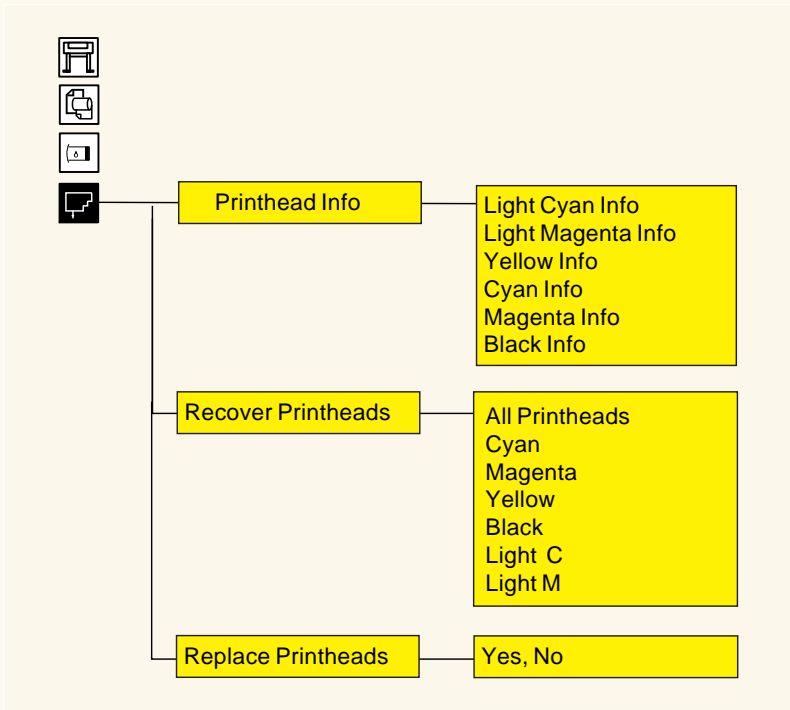 Printhead Info
Light Cyan Info
Light Magenta Info
Yellow Info
Cyan Info
Magenta Info
Black Info
Recover Printheads
All Printheads
Cyan
Magenta
Yellow
Black
Light C
Light M
Replace Printheads
Yes, No